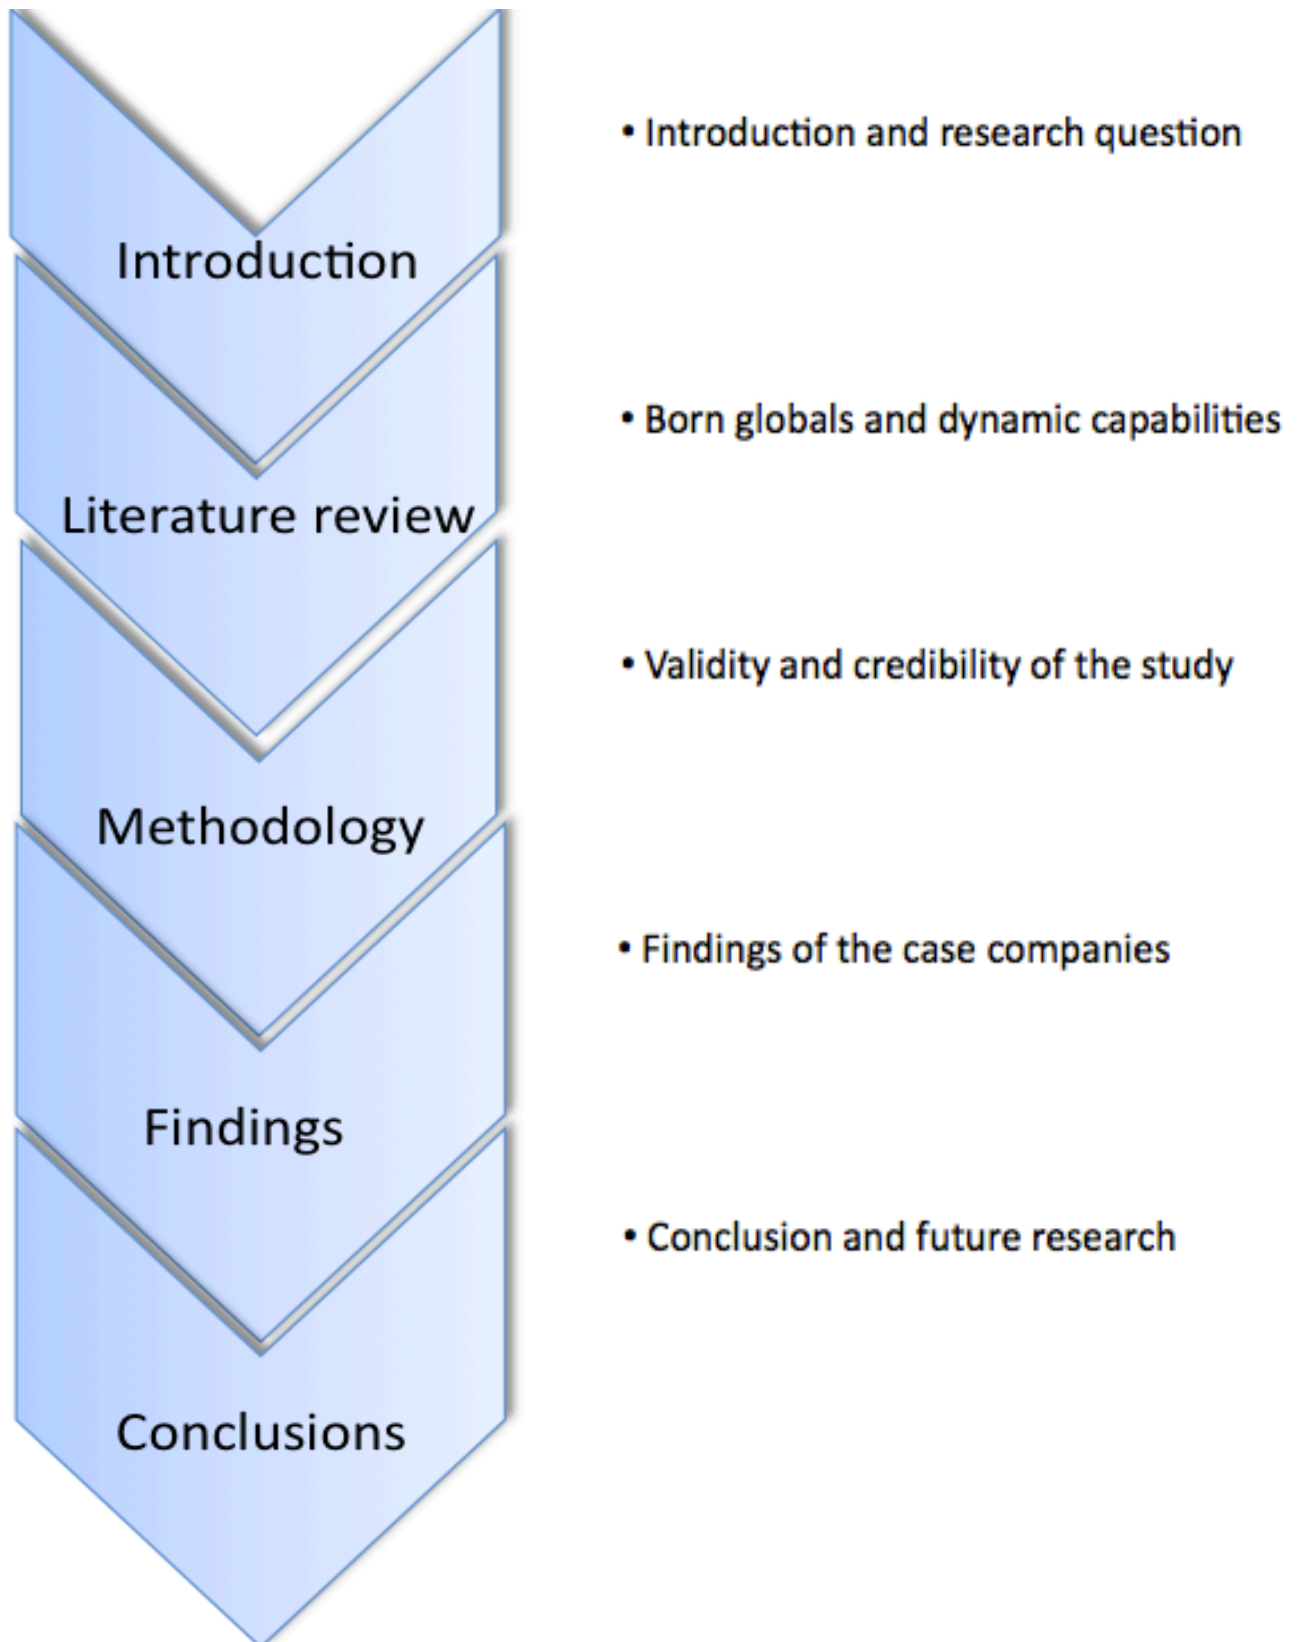 • Introduction and research question
Introduction
• Born globals and dynamic capabilities
Literature review
• Validity and credibility of the study
Methodology
• Findings of the case companies
Findings
• Conclusion and future research
Conclusions